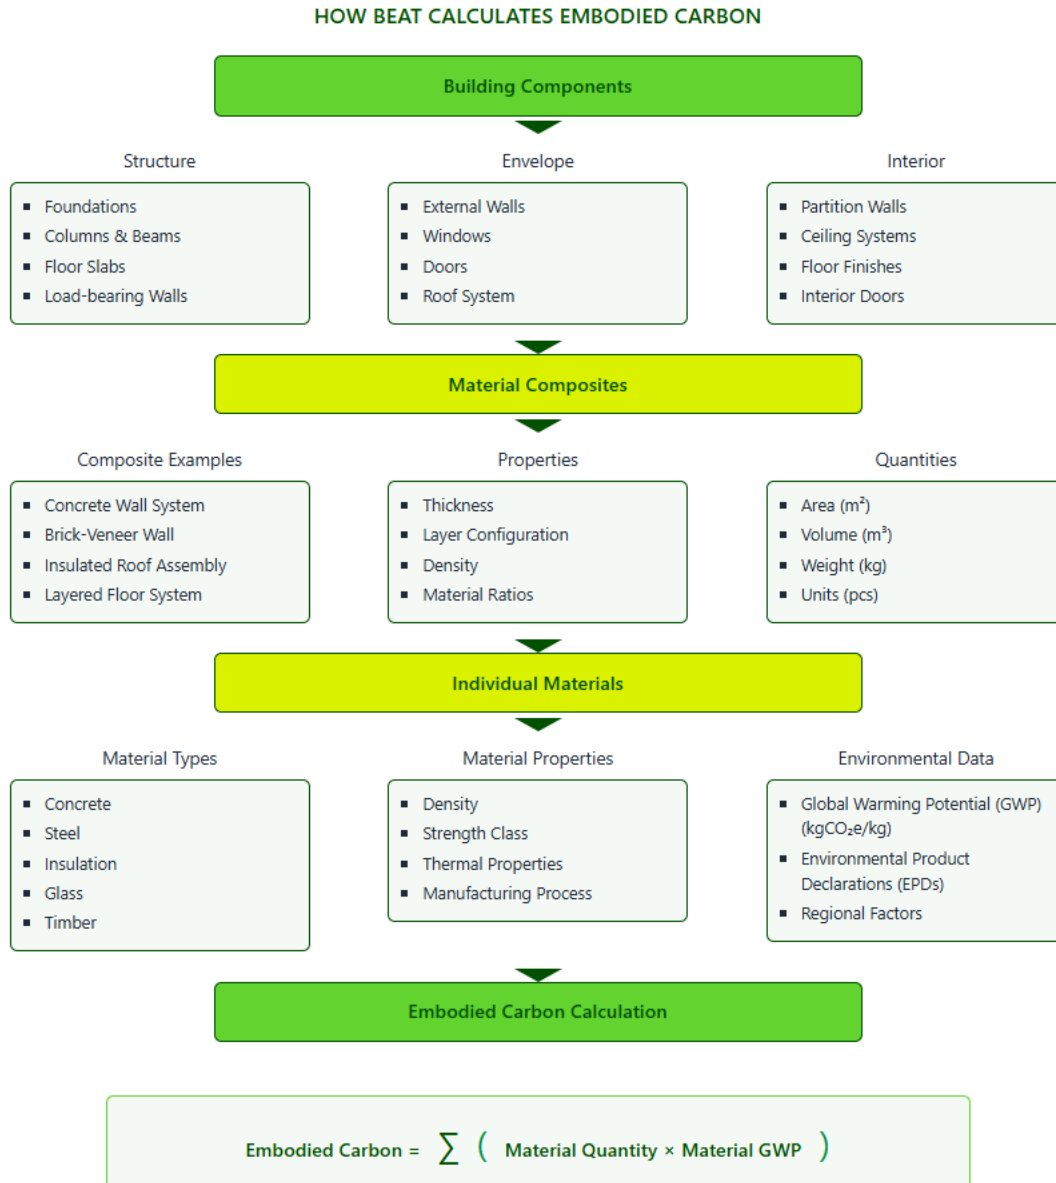 HOW BEAT CALCULATES EMBODIED CARBON
Building Components
Structure
▪ Foundations
▪ Columns & Beams
▪ Floor Slabs
▪ Load-bearing Walls
Envelope
▪ External Walls
▪ Windows
▪ Doors
▪ Roof System
Interior
▪ Partition Walls
▪ Ceiling Systems
▪ Floor Finishes
▪ Interior Doors
Material Composites
Composite Examples
▪ Concrete Wall System
▪ Brick-Veneer Wall
▪ Insulated Roof Assembly
▪ Layered Floor System
Properties
▪ Thickness
▪ Layer Configuration
▪ Density
▪ Material Ratios
Quantities
▪ Area (m²)
▪ Volume (m³)
▪ Weight (kg)
▪ Units (pcs)
Individual Materials
Material Types
▪ Concrete
▪ Steel
▪ Insulation
▪ Glass
▪ Timber
Material Properties
▪ Density
▪ Strength Class
▪ Thermal Properties
▪ Manufacturing Process
Environmental Data
▪ Global Warming Potential (GWP)
(kgCO₂e/kg)
▪ Environmental Product
Declarations (EPDs)
▪ Regional Factors
Embodied Carbon Calculation
Embodied Carbon = ∑ ( Material Quantity × Material GWP )